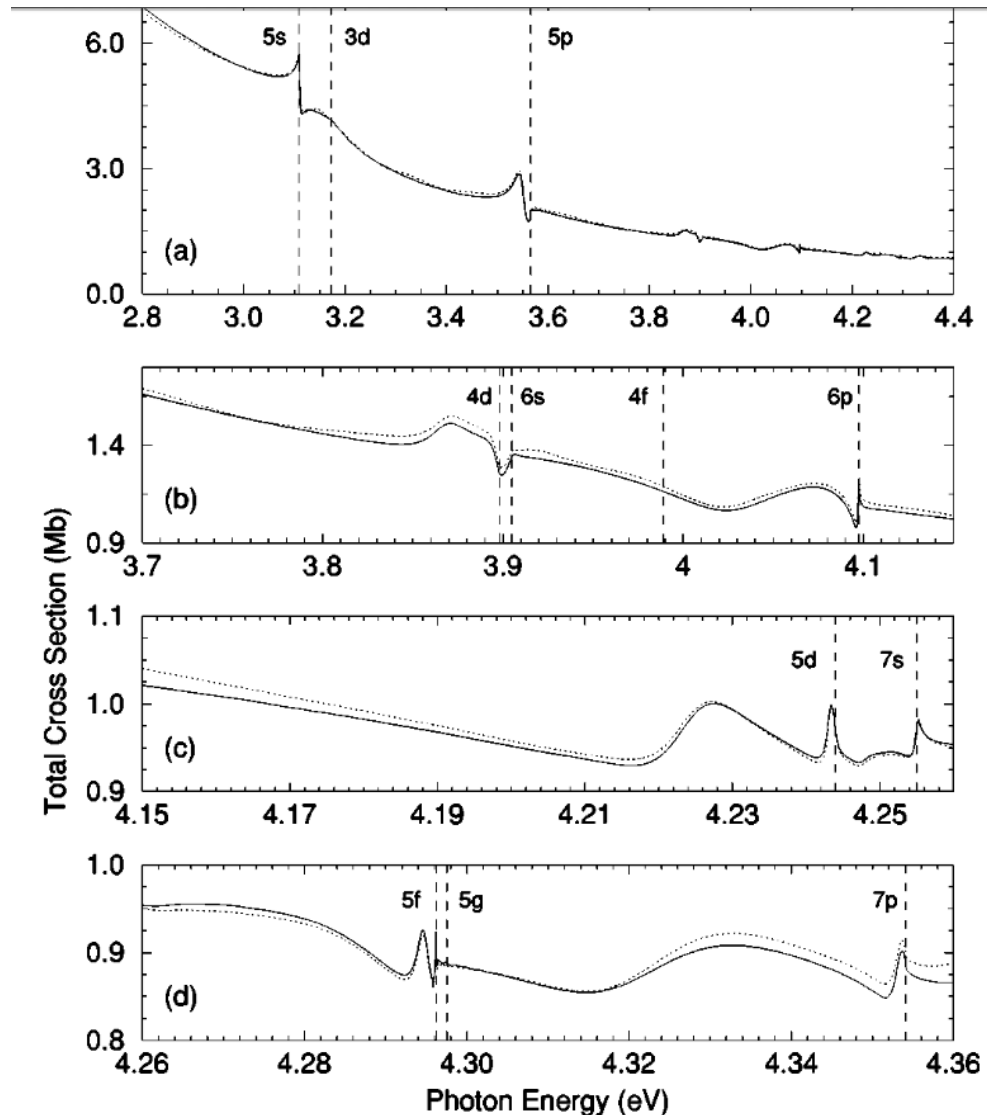 6.0
3.0
0.0
5s 3d 5p
(a)
2.8 3.0 3.2 3.4 3.6 3.8 4.0 4.2 4.4
1.4
0.9
4d 6s 4f 6p
(b)
3.7 3.8 3.9 4 4.1
Total Cross Section (Mb)
1.1
1.0
0.9
5d 7s
(c)
4.15 4.17 4.19 4.21 4.23 4.25
1.0
0.9
0.8
5f 5g 7p
(d)
4.26 4.28 4.30 4.32 4.34 4.36
Photon Energy (eV)